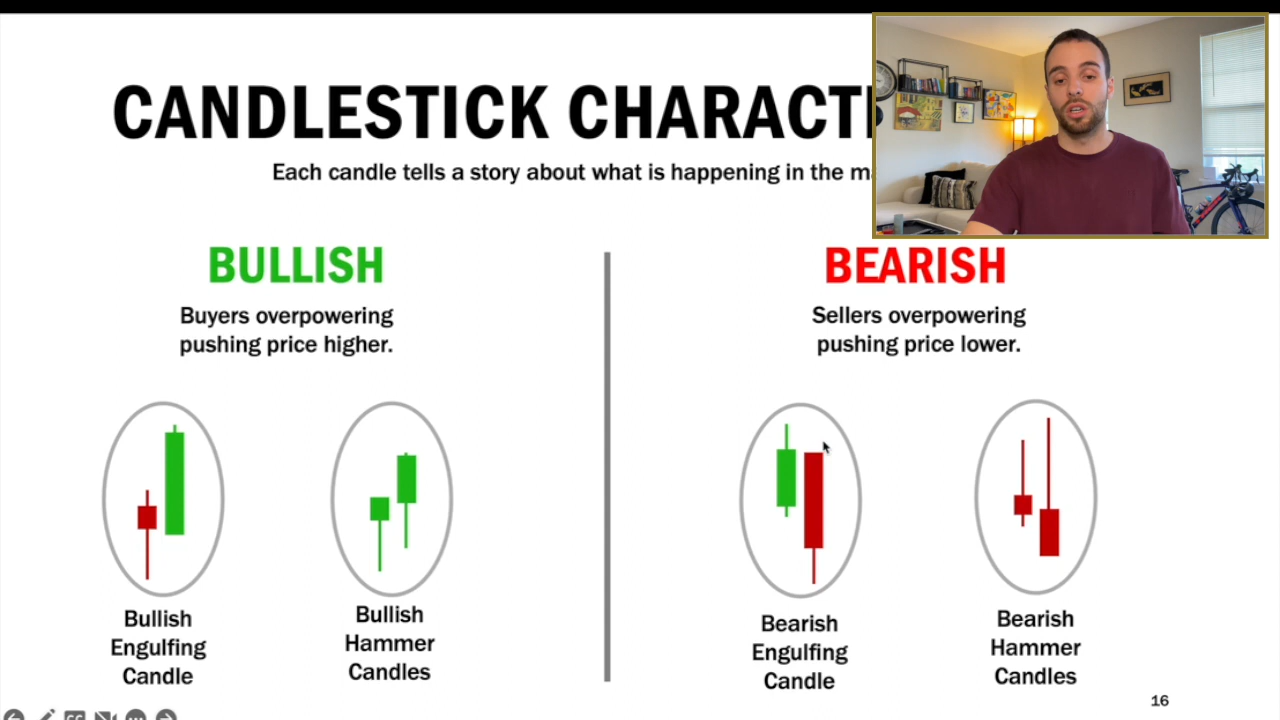 CANDLESTICK CHARACT
Each candle tells a story about what is happening in the
BULLISH
Buyers overpowering
pushing price higher.
BEARISH
Sellers overpowering
pushing price lower.
Bullish
Engulfing
Candle
Bullish
Hammer
Candles
Bearish
Engulfing
Candle
Bearish
Hammer
Candles
16